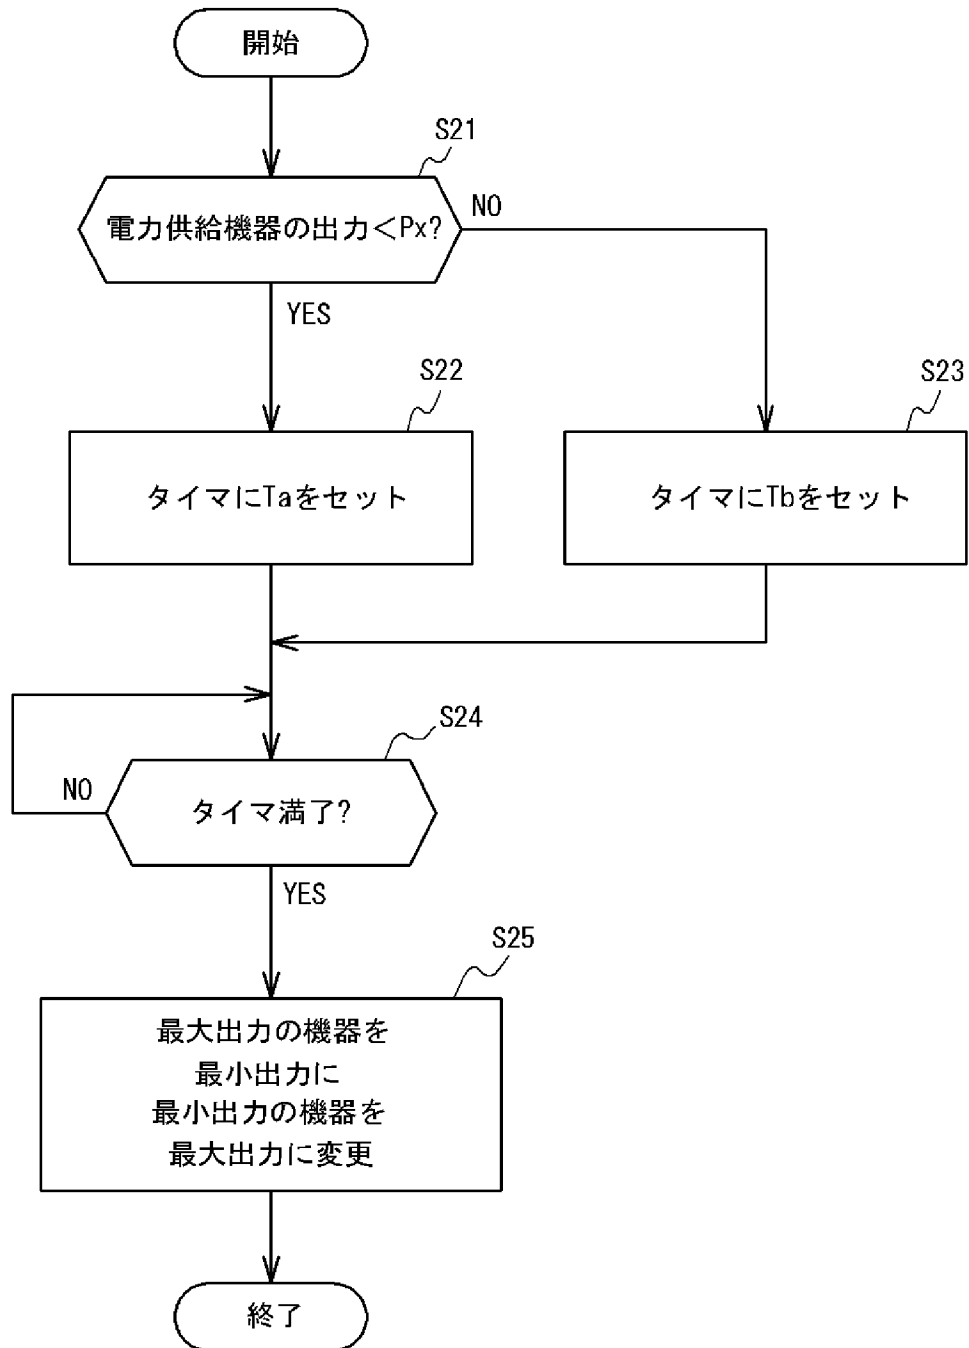 開始
S21
電力供給機器の出力<Px?
NO
YES
S22
S23
タイマにTaをセット
タイマにTbをセット
S24
NO
タイマ満了?
YES
S25
最大出力の機器を
最小出力に
最小出力の機器を
最大出力に変更
終了